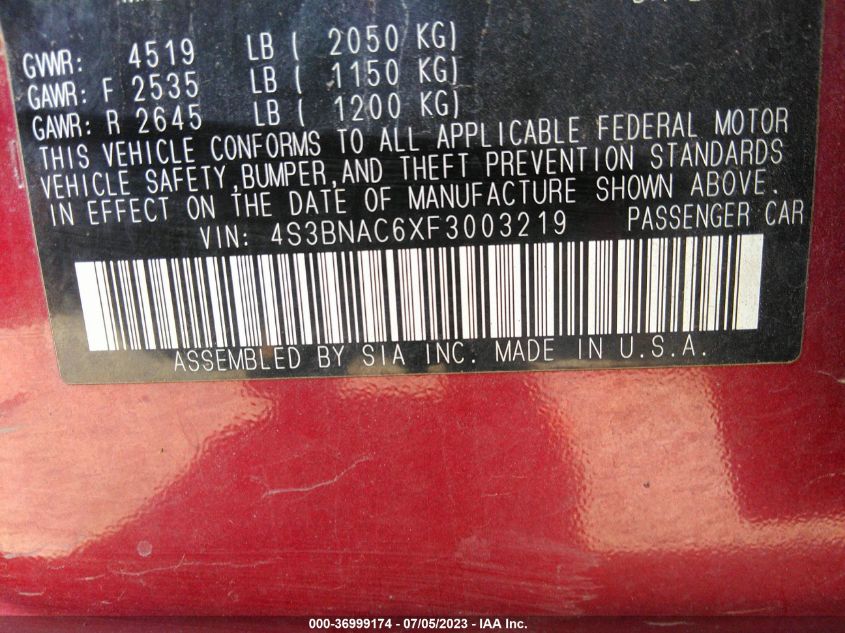 GVWR: 4519 LB ( 2050 KG)
GAWR: F 2535 LB ( 1150 KG)
GAWR: R 2645 LB ( 1200 KG)
THIS VEHICLE CONFORMS TO ALL APPLICABLE FEDERAL MOTOR
VEHICLE SAFETY,BUMPER,AND THEFT PREVENTION STANDARDS
IN EFFECT ON THE DATE OF MANUFACTURE SHOWN ABOVE.
VIN: 4S3BNAC6XF3003219 PASSENGER CAR
ASSEMBLED BY SIA INC. MADE IN U.S.A.
000-36999174 - 07/05/2023 - IAA Inc.